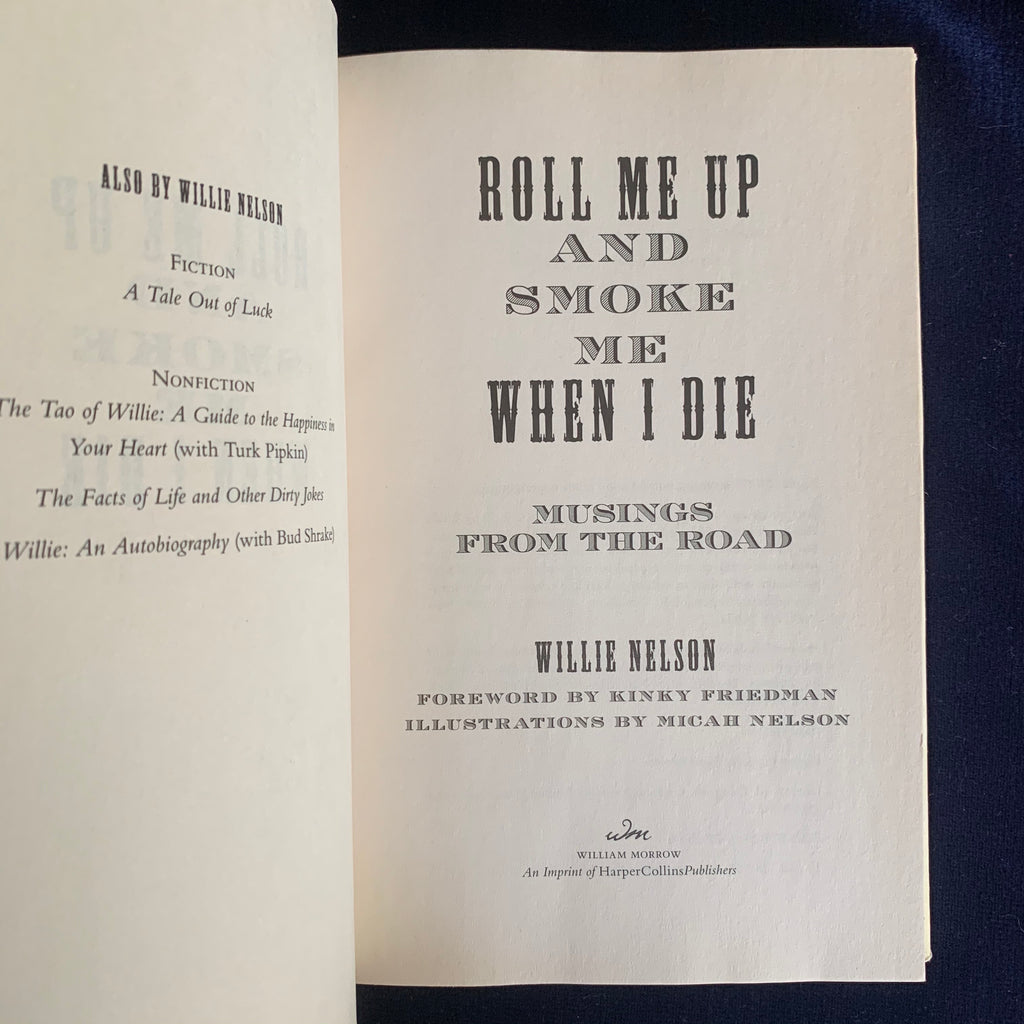 ALSO BY WILLIE NELSON
FICTION
A Tale Out of Luck
NONFICTION
The Tao of Willie: A Guide to the Happiness in
Your Heart (with Turk Pipkin)
The Facts of Life and Other Dirty Jokes
Willie: An Autobiography (with Bud Shrake)
ROLL ME UP
AND
SMOKE
ME
WHEN I DIE
MUSINGS
FROM THE ROAD
WILLIE NELSON
FOREWORD BY KINKY FRIEDMAN
ILLUSTRATIONS BY MICAH NELSON
wm
WILLIAM MORROW
An Imprint of HarperCollinsPublishers